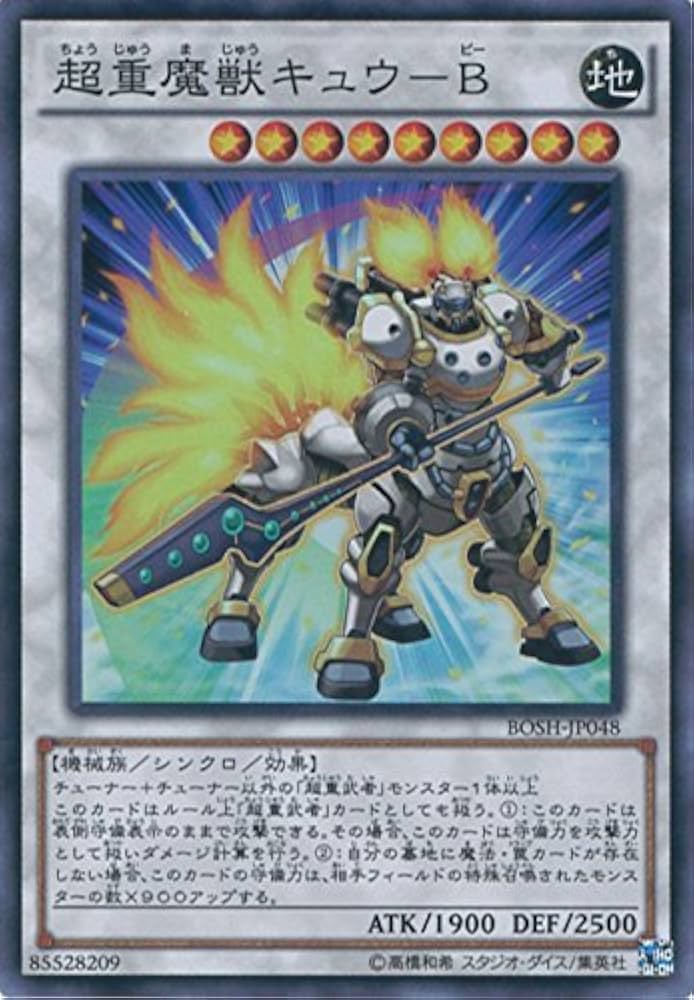 ちょう じゅう ま じゅう ビー
超重魔獣キュウ－B
地
BOSH-JP048
【機械族／シンクロ／効果】
チューナー＋チューナー以外の「超重武者」モンスター１体以上
このカードはルール上「超重武者」カードとしても扱う。①：このカードは
表側守備表示のままで攻撃できる。その場合、このカードは守備力を攻撃力
として扱いダメージ計算を行う。②：自分の墓地に魔法・罠カードが存在
しない場合、このカードの守備力は、相手フィールドの特殊召喚されたモンス
ターの数×９００アップする。
ATK/1900 DEF/2500
85528209 ©高橋和希 スタジオ・ダイス/集英社